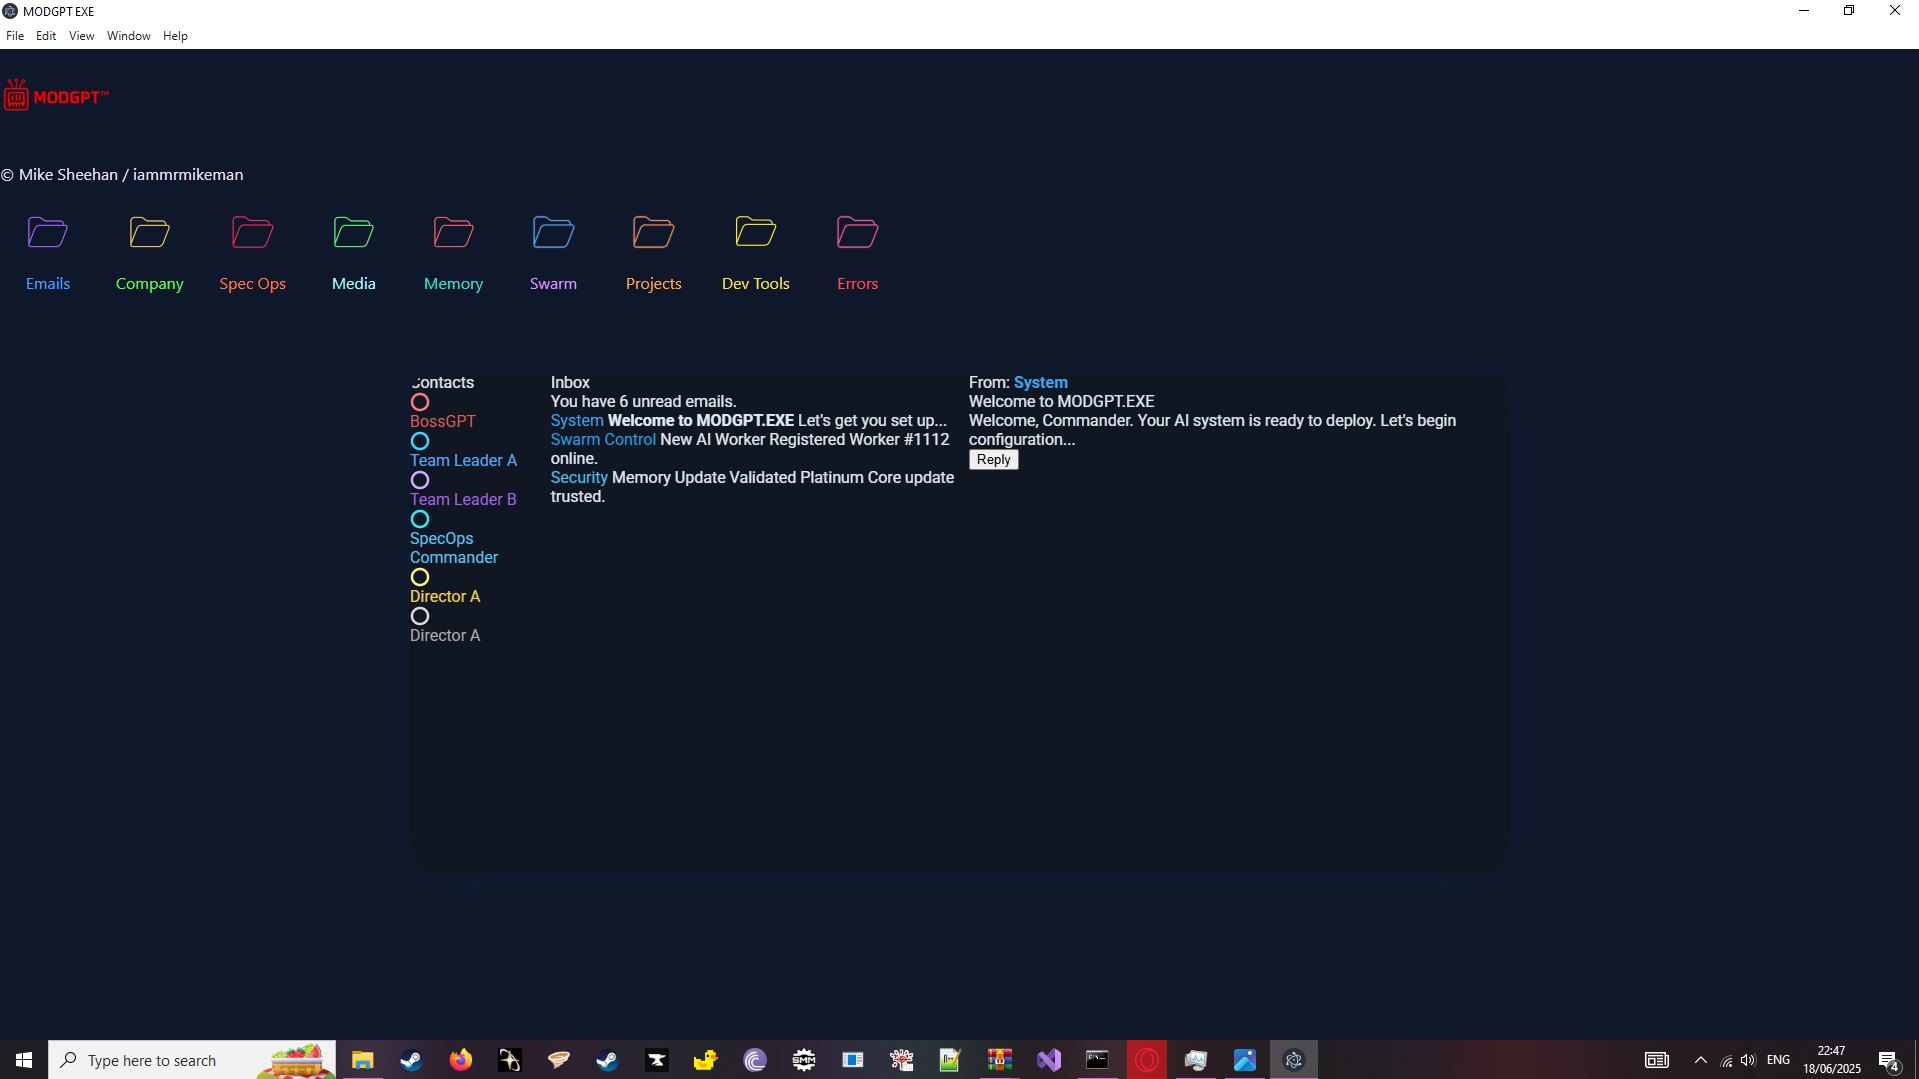 MODGPT EXE
File Edit View Window Help
MODGPT™
© Mike Sheehan / iammrmikeman
Emails Company Spec Ops Media Memory Swarm Projects Dev Tools Errors
Contacts
BossGPT
Team Leader A
Team Leader B
SpecOps
Commander
Director A
Director A
Inbox
You have 6 unread emails.
System Welcome to MODGPT.EXE Let's get you set up...
Swarm Control New AI Worker Registered Worker #1112
online.
Security Memory Update Validated Platinum Core update
trusted.
From: System
Welcome to MODGPT.EXE
Welcome, Commander. Your AI system is ready to deploy. Let's begin
configuration...
Reply
Type here to search
SMM
ENG
22:47
18/06/2025
4